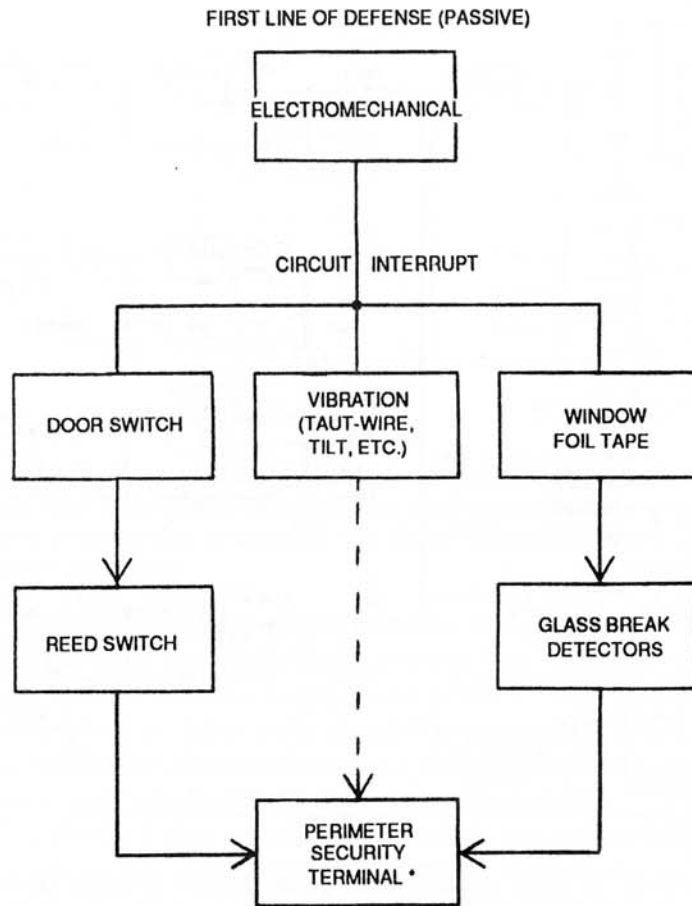 FIRST LINE OF DEFENSE (PASSIVE)
ELECTROMECHANICAL
CIRCUIT INTERRUPT
DOOR SWITCH
VIBRATION
(TAUT-WIRE,
TILT, ETC.)
WINDOW
FOIL TAPE
REED SWITCH
GLASS BREAK
DETECTORS
PERIMETER
SECURITY
TERMINAL *